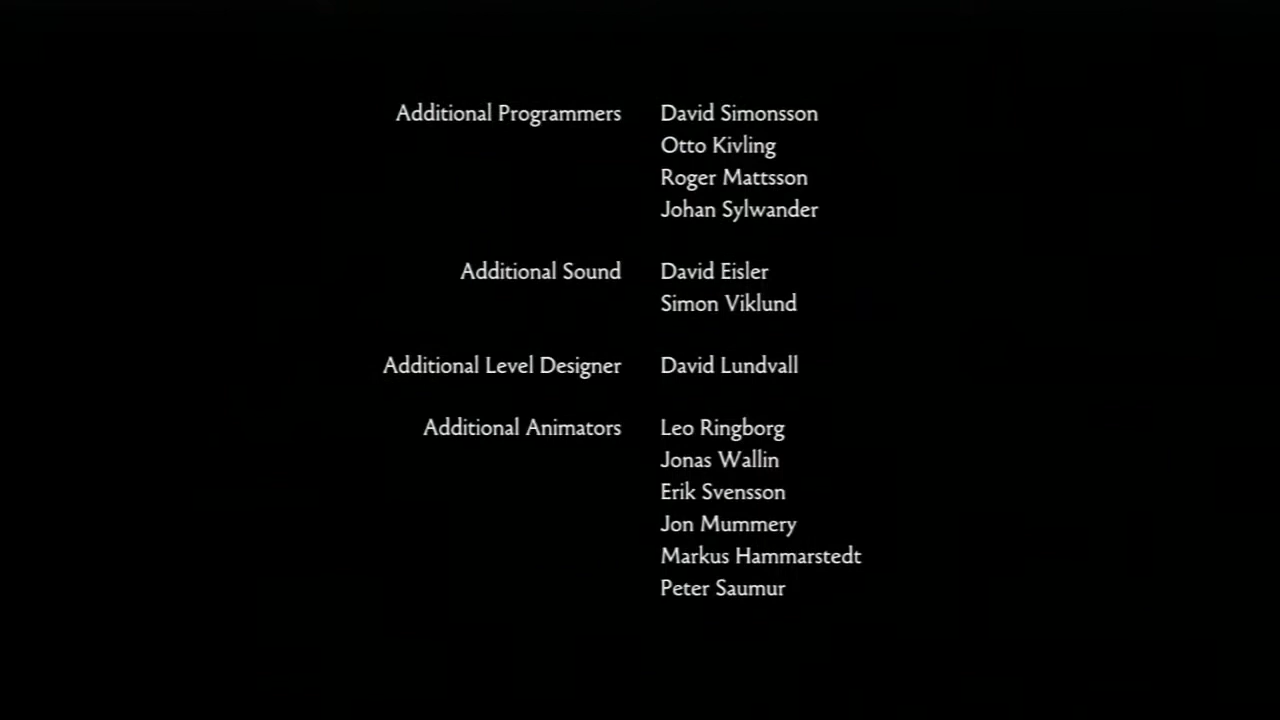 Additional Programmers David Simonsson
Otto Kivling
Roger Mattsson
Johan Sylwander
Additional Sound David Eisler
Simon Viklund
Additional Level Designer David Lundvall
Additional Animators Leo Ringborg
Jonas Wallin
Erik Svensson
Jon Mummery
Markus Hammarstedt
Peter Saumur